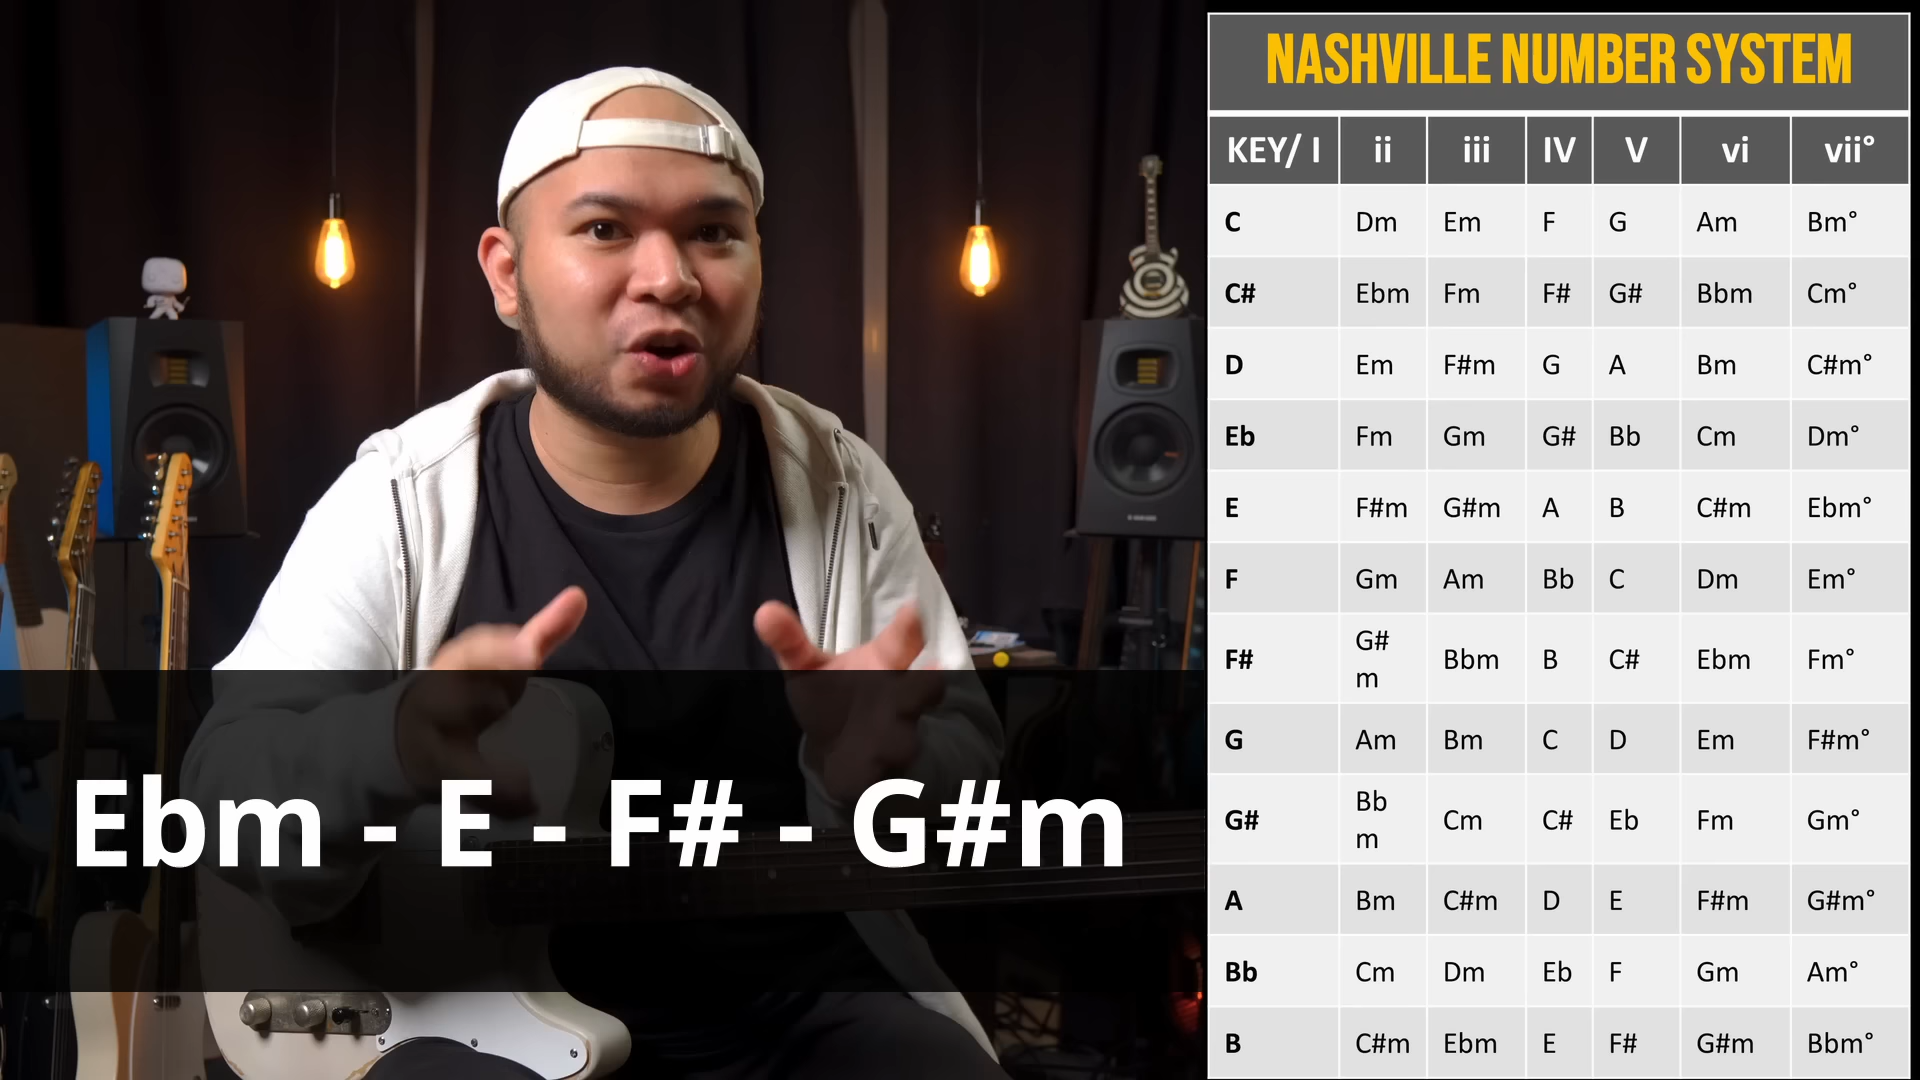 NASHVILLE NUMBER SYSTEM
KEY/ I ii iii IV V vi vii°
C Dm Em F G Am Bm°
C# Ebm Fm F# G# Bbm Cm°
D Em F#m G A Bm C#m°
Eb Fm Gm G# Bb Cm Dm°
E F#m G#m A B C#m Ebm°
F Gm Am Bb C Dm Em°
F# G#
m Bbm B C# Ebm Fm°
G Am Bm C D Em F#m°
G# Bb
m Cm C# Eb Fm Gm°
A Bm C#m D E F#m G#m°
Bb Cm Dm Eb F Gm Am°
B C#m Ebm E F# G#m Bbm°
Ebm - E - F# - G#m